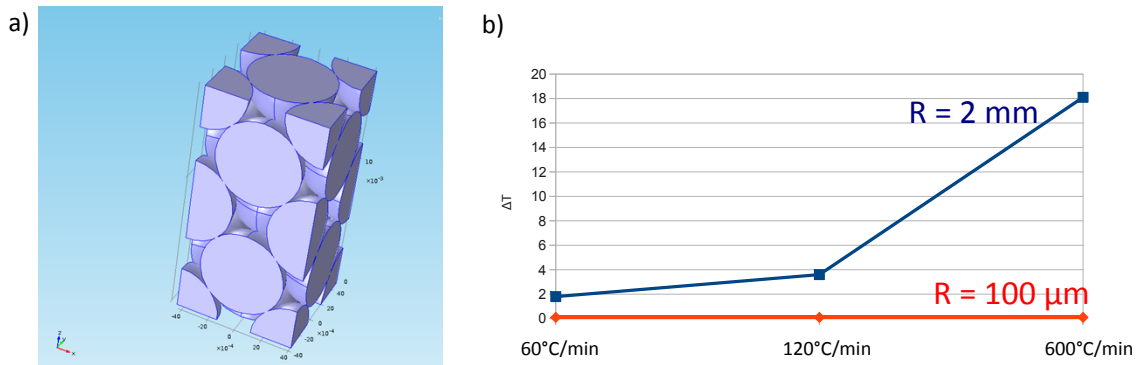 a)
10
×10⁻³
0
20
40
-40
-20
0
×10⁻⁴
20
40
-40
-20
×10⁻⁴
z
y
x
b)
20
18
16
14
12
10
8
6
4
2
0
ΔT
R = 2 mm
R = 100 µm
60°C/min
120°C/min
600°C/min